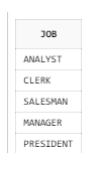 JOB
ANALYST
CLERK
SALESMAN
MANAGER
PRESIDENT